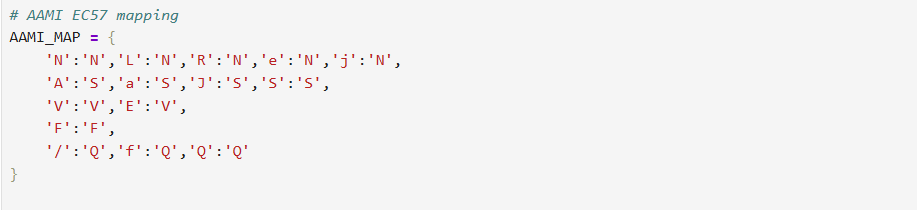 # AAMI EC57 mapping
AAMI_MAP = {
    'N':'N','L':'N','R':'N','e':'N','j':'N',
    'A':'S','a':'S','J':'S','S':'S',
    'V':'V','E':'V',
    'F':'F',
    '/':'Q','f':'Q','Q':'Q'
}